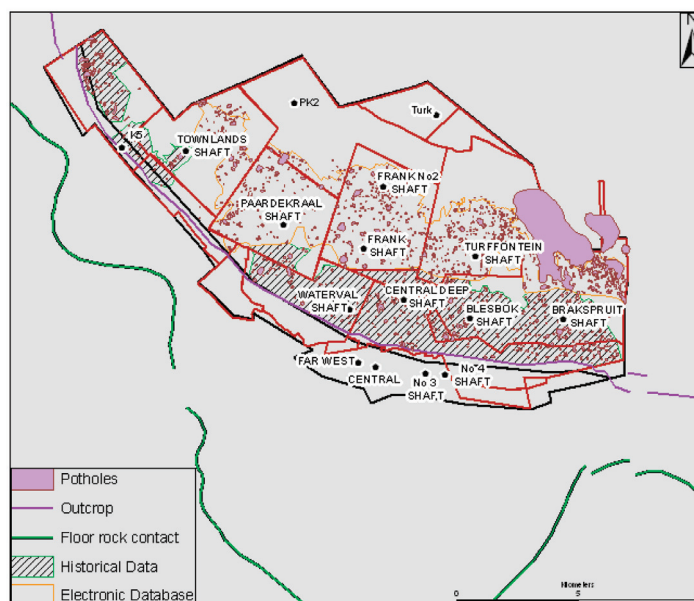 N
PK2
Turk
K5
TOWNLANDS
SHAFT
FRANK No2
SHAFT
PAARDEKRAAL
SHAFT
FRANK
SHAFT
TURFFONTEIN
SHAFT
WATERVAL
SHAFT
CENTRAL DEEP
SHAFT
BLESBOK
SHAFT
BRAKSPRUIT
SHAFT
FAR WEST
CENTRAL
No 3
SHAFT
No 4
SHAFT
Potholes
Outcrop
Floor rock contact
Historical Data
Electronic Database
Kilometers
0 5